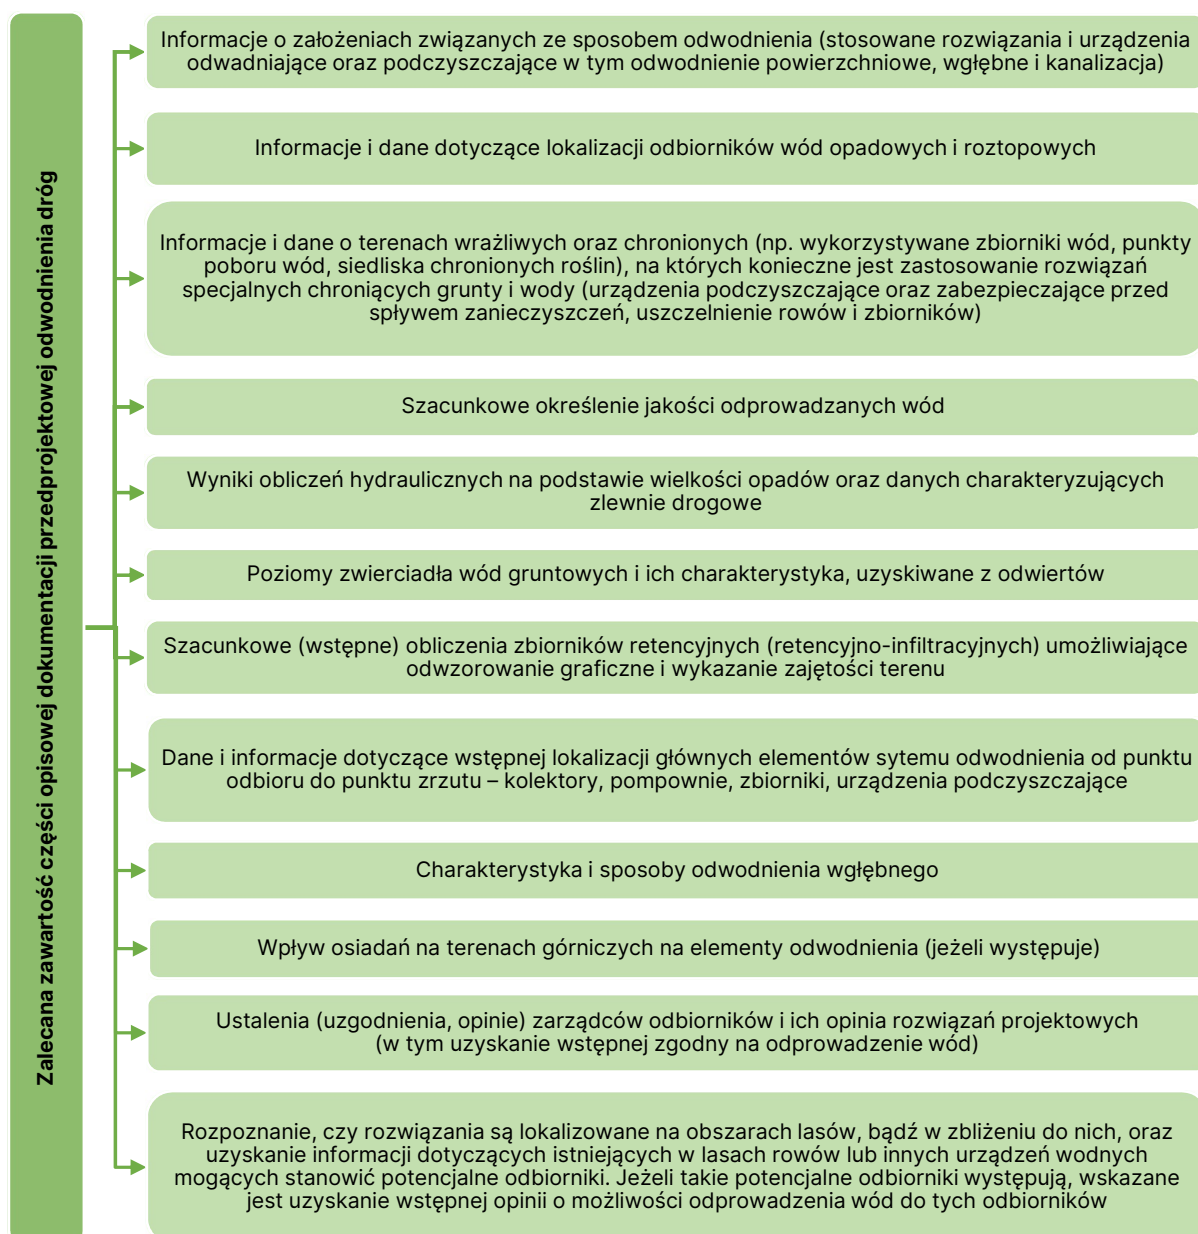 Zalecana zawartość części opisowej dokumentacji przedprojektowej odwodnienia dróg
Informacje o założeniach związanych ze sposobem odwodnienia (stosowane rozwiązania i urządzenia
odwadniające oraz podczyszczające w tym odwodnienie powierzchniowe, wgłębne i kanalizacja)
Informacje i dane dotyczące lokalizacji odbiorników wód opadowych i roztopowych
Informacje i dane o terenach wrażliwych oraz chronionych (np. wykorzystywane zbiorniki wód, punkty
poboru wód, siedliska chronionych roślin), na których konieczne jest zastosowanie rozwiązań
specjalnych chroniących grunty i wody (urządzenia podczyszczające oraz zabezpieczające przed
spływem zanieczyszczeń, uszczelnienie rowów i zbiorników)
Szacunkowe określenie jakości odprowadzanych wód
Wyniki obliczeń hydraulicznych na podstawie wielkości opadów oraz danych charakteryzujących
zlewnie drogowe
Poziomy zwierciadła wód gruntowych i ich charakterystyka, uzyskiwane z odwiertów
Szacunkowe (wstępne) obliczenia zbiorników retencyjnych (retencyjno-infiltracyjnych) umożliwiające
odwzorowanie graficzne i wykazanie zajętości terenu
Dane i informacje dotyczące wstępnej lokalizacji głównych elementów sytemu odwodnienia od punktu
odbioru do punktu zrzutu – kolektory, pompownie, zbiorniki, urządzenia podczyszczające
Charakterystyka i sposoby odwodnienia wgłębnego
Wpływ osiadań na terenach górniczych na elementy odwodnienia (jeżeli występuje)
Ustalenia (uzgodnienia, opinie) zarządców odbiorników i ich opinia rozwiązań projektowych
(w tym uzyskanie wstępnej zgodny na odprowadzenie wód)
Rozpoznanie, czy rozwiązania są lokalizowane na obszarach lasów, bądź w zbliżeniu do nich, oraz
uzyskanie informacji dotyczących istniejących w lasach rowów lub innych urządzeń wodnych
mogących stanowić potencjalne odbiorniki. Jeżeli takie potencjalne odbiorniki występują, wskazane
jest uzyskanie wstępnej opinii o możliwości odprowadzenia wód do tych odbiorników